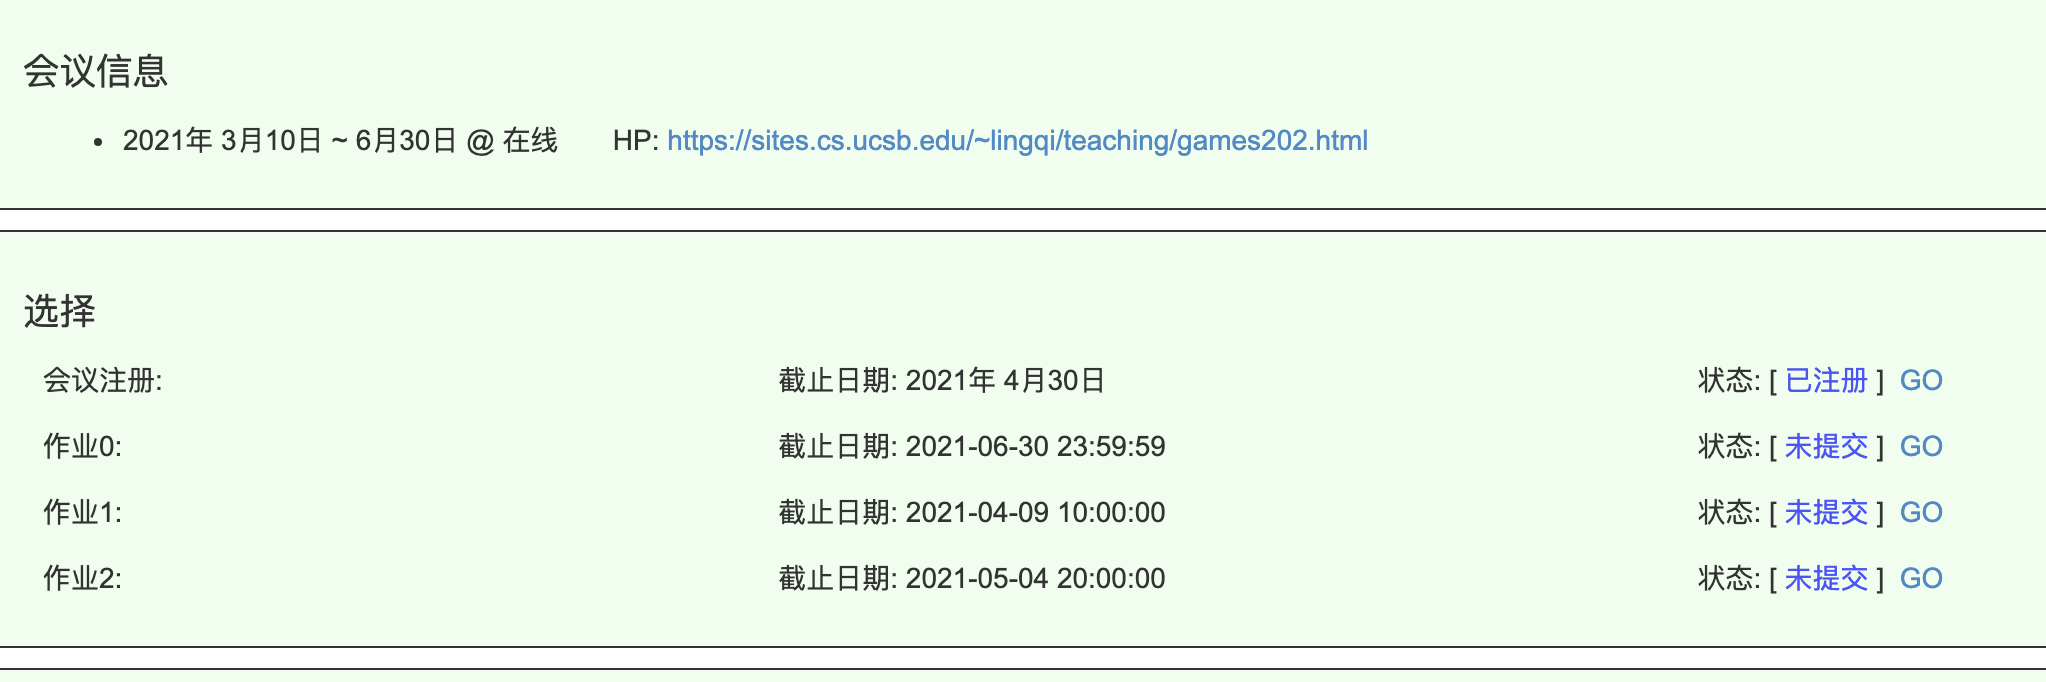 会议信息
• 2021年 3月10日 ~ 6月30日 @ 在线 HP: https://sites.cs.ucsb.edu/~lingqi/teaching/games202.html
选择
会议注册: 截止日期: 2021年 4月30日 状态: [ 已注册 ] GO
作业0: 截止日期: 2021-06-30 23:59:59 状态: [ 未提交 ] GO
作业1: 截止日期: 2021-04-09 10:00:00 状态: [ 未提交 ] GO
作业2: 截止日期: 2021-05-04 20:00:00 状态: [ 未提交 ] GO